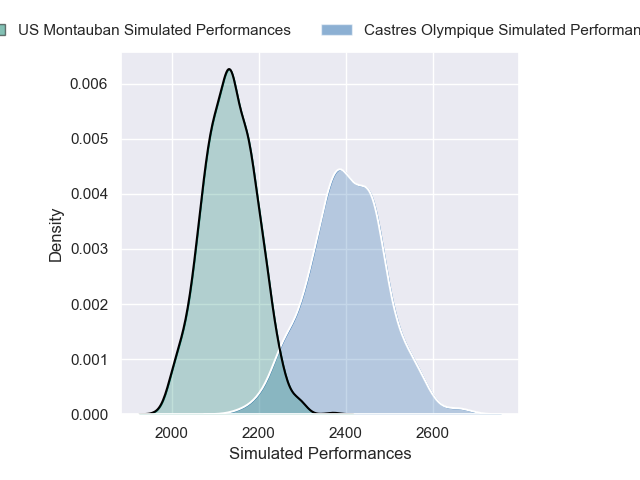 US Montauban Simulated Performances
Castres Olympique Simulated Performan
0.006
0.005
0.004
0.003
0.002
0.001
0.000
Density
2000 2200 2400 2600
Simulated Performances